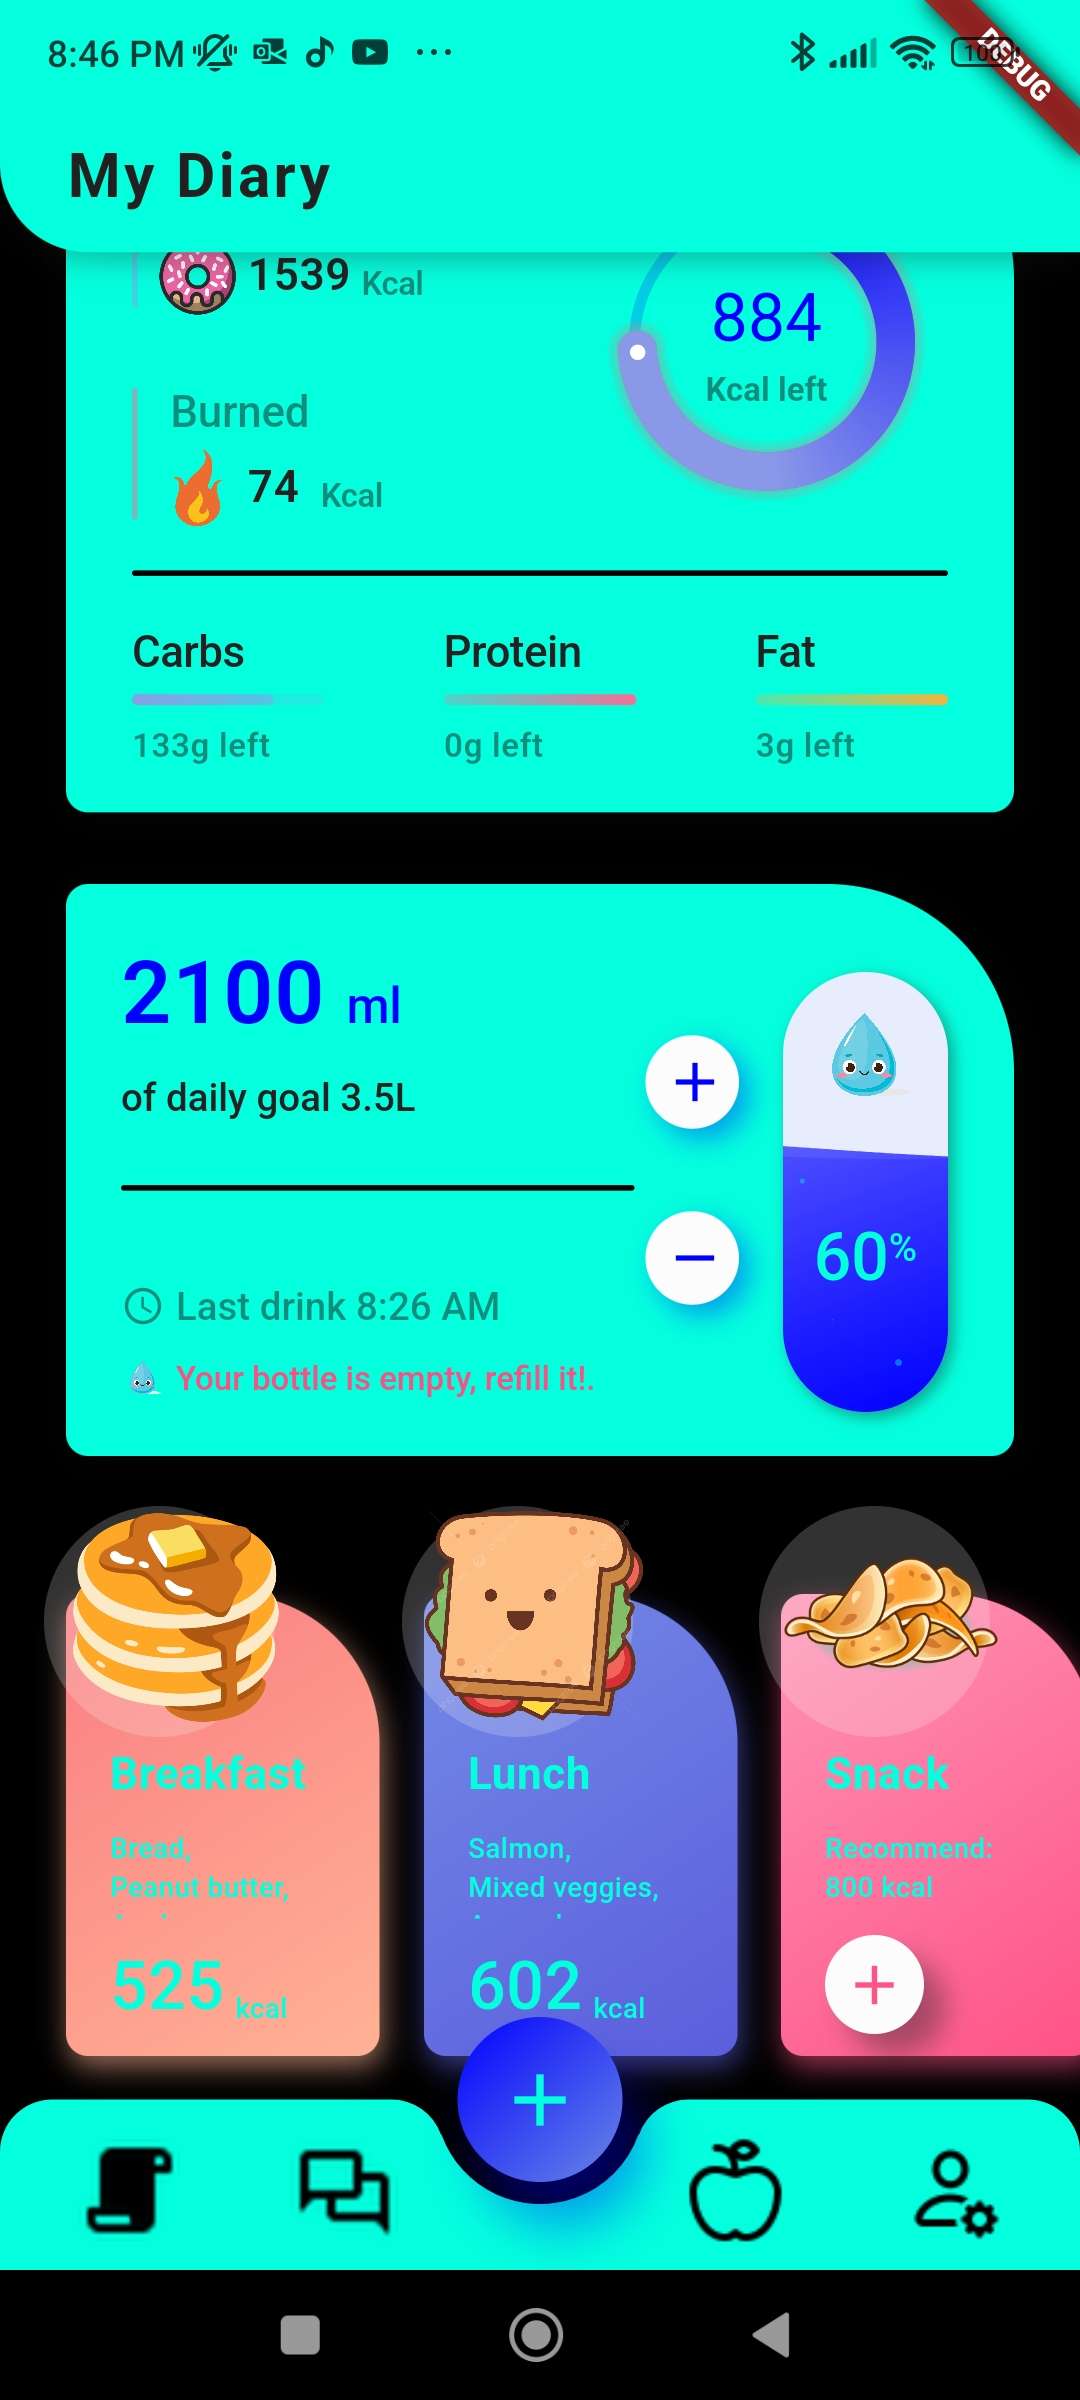 8:46 PM
100
DEBUG
My Diary
1539 Kcal
884
Kcal left
Burned
74 Kcal
Carbs
Protein
Fat
133g left
0g left
3g left
2100 ml
of daily goal 3.5L
60%
Last drink 8:26 AM
Your bottle is empty, refill it!.
Breakfast
Bread,
Peanut butter,
525 kcal
Lunch
Salmon,
Mixed veggies,
602 kcal
Snack
Recommend:
800 kcal